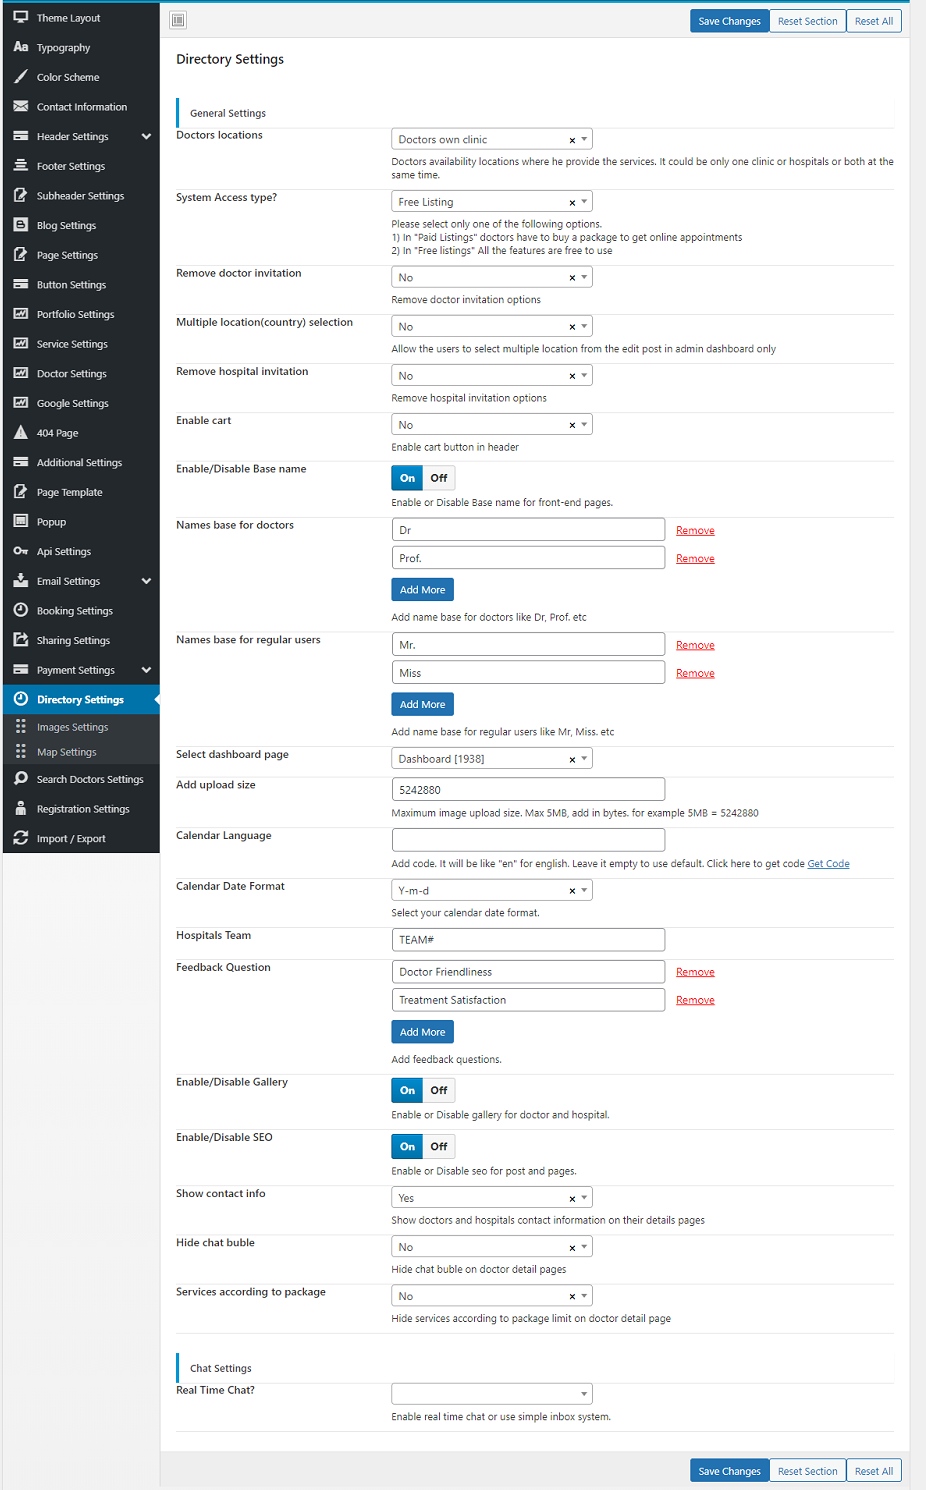 Theme Layout
Typography
Color Scheme
Contact Information
Header Settings
Footer Settings
Subheader Settings
Blog Settings
Page Settings
Button Settings
Portfolio Settings
Service Settings
Doctor Settings
Google Settings
404 Page
Additional Settings
Page Template
Popup
Api Settings
Email Settings
Booking Settings
Sharing Settings
Payment Settings
Directory Settings
Images Settings
Map Settings
Search Doctors Settings
Registration Settings
Import / Export
Save Changes Reset Section Reset All
Directory Settings
General Settings
Doctors locations
Doctors own clinic × 
Doctors availability locations where he provide the services. It could be only one clinic or hospitals or both at the
same time.
System Access type?
Free Listing ×
Please select only one of the following options.
1) In "Paid Listings" doctors have to buy a package to get online appointments
2) In "Free listings" All the features are free to use
Remove doctor invitation
No ×
Remove doctor invitation options
Multiple location(country) selection
No ×
Allow the users to select multiple location from the edit post in admin dashboard only
Remove hospital invitation
No ×
Remove hospital invitation options
Enable cart
No ×
Enable cart button in header
Enable/Disable Base name
On Off
Enable or Disable Base name for front-end pages.
Names base for doctors
Dr Remove
Prof. Remove
Add More
Add name base for doctors like Dr, Prof. etc
Names base for regular users
Mr. Remove
Miss Remove
Add More
Add name base for regular users like Mr, Miss. etc
Select dashboard page
Dashboard [1938] ×
Add upload size
5242880
Maximum image upload size. Max 5MB, add in bytes. for example 5MB = 5242880
Calendar Language
Add code. It will be like "en" for english. Leave it empty to use default. Click here to get code Get Code
Calendar Date Format
Y-m-d ×
Select your calendar date format.
Hospitals Team
TEAM#
Feedback Question
Doctor Friendliness Remove
Treatment Satisfaction Remove
Add More
Add feedback questions.
Enable/Disable Gallery
On Off
Enable or Disable gallery for doctor and hospital.
Enable/Disable SEO
On Off
Enable or Disable seo for post and pages.
Show contact info
Yes ×
Show doctors and hospitals contact information on their details pages
Hide chat buble
No ×
Hide chat buble on doctor detail pages
Services according to package
No ×
Hide services according to package limit on doctor detail page
Chat Settings
Real Time Chat?
Enable real time chat or use simple inbox system.
Save Changes Reset Section Reset All